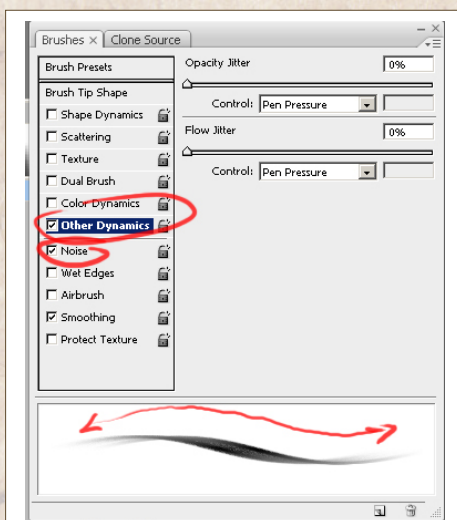 Brushes × Clone Source
Brush Presets
Brush Tip Shape
Shape Dynamics
Scattering
Texture
Dual Brush
Color Dynamics
Other Dynamics
Noise
Wet Edges
Airbrush
Smoothing
Protect Texture
Opacity Jitter 0%
Control: Pen Pressure
Flow Jitter 0%
Control: Pen Pressure